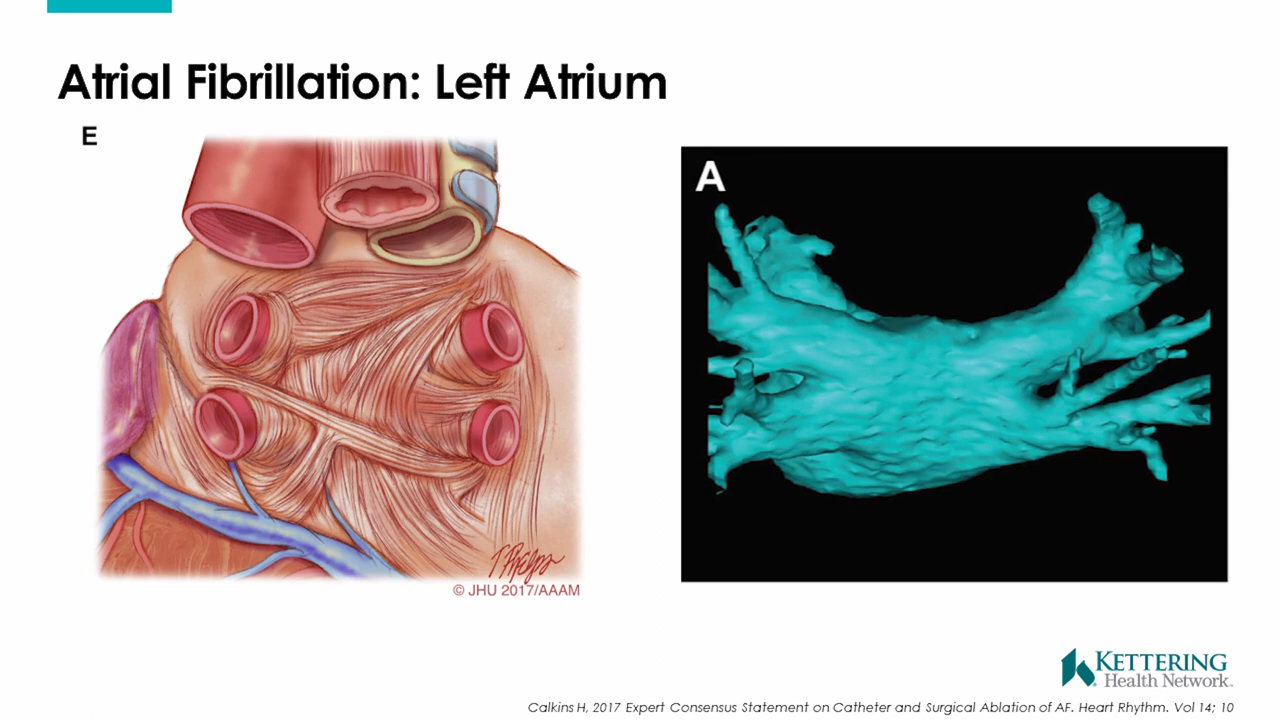 Atrial Fibrillation: Left Atrium
E
A
T Phelps
© JHU 2017/AAAM
KETTERING
Health Network
Calkins H, 2017 Expert Consensus Statement on Catheter and Surgical Ablation of AF. Heart Rhythm. Vol 14; 10